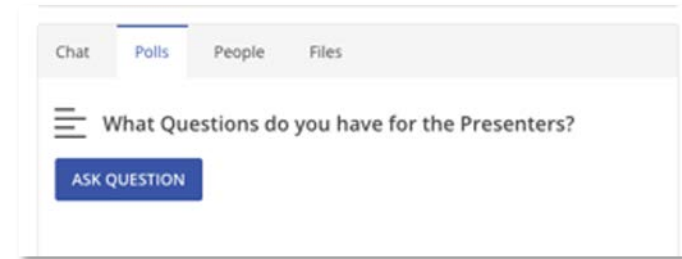 Chat Polls People Files
What Questions do you have for the Presenters?
ASK QUESTION